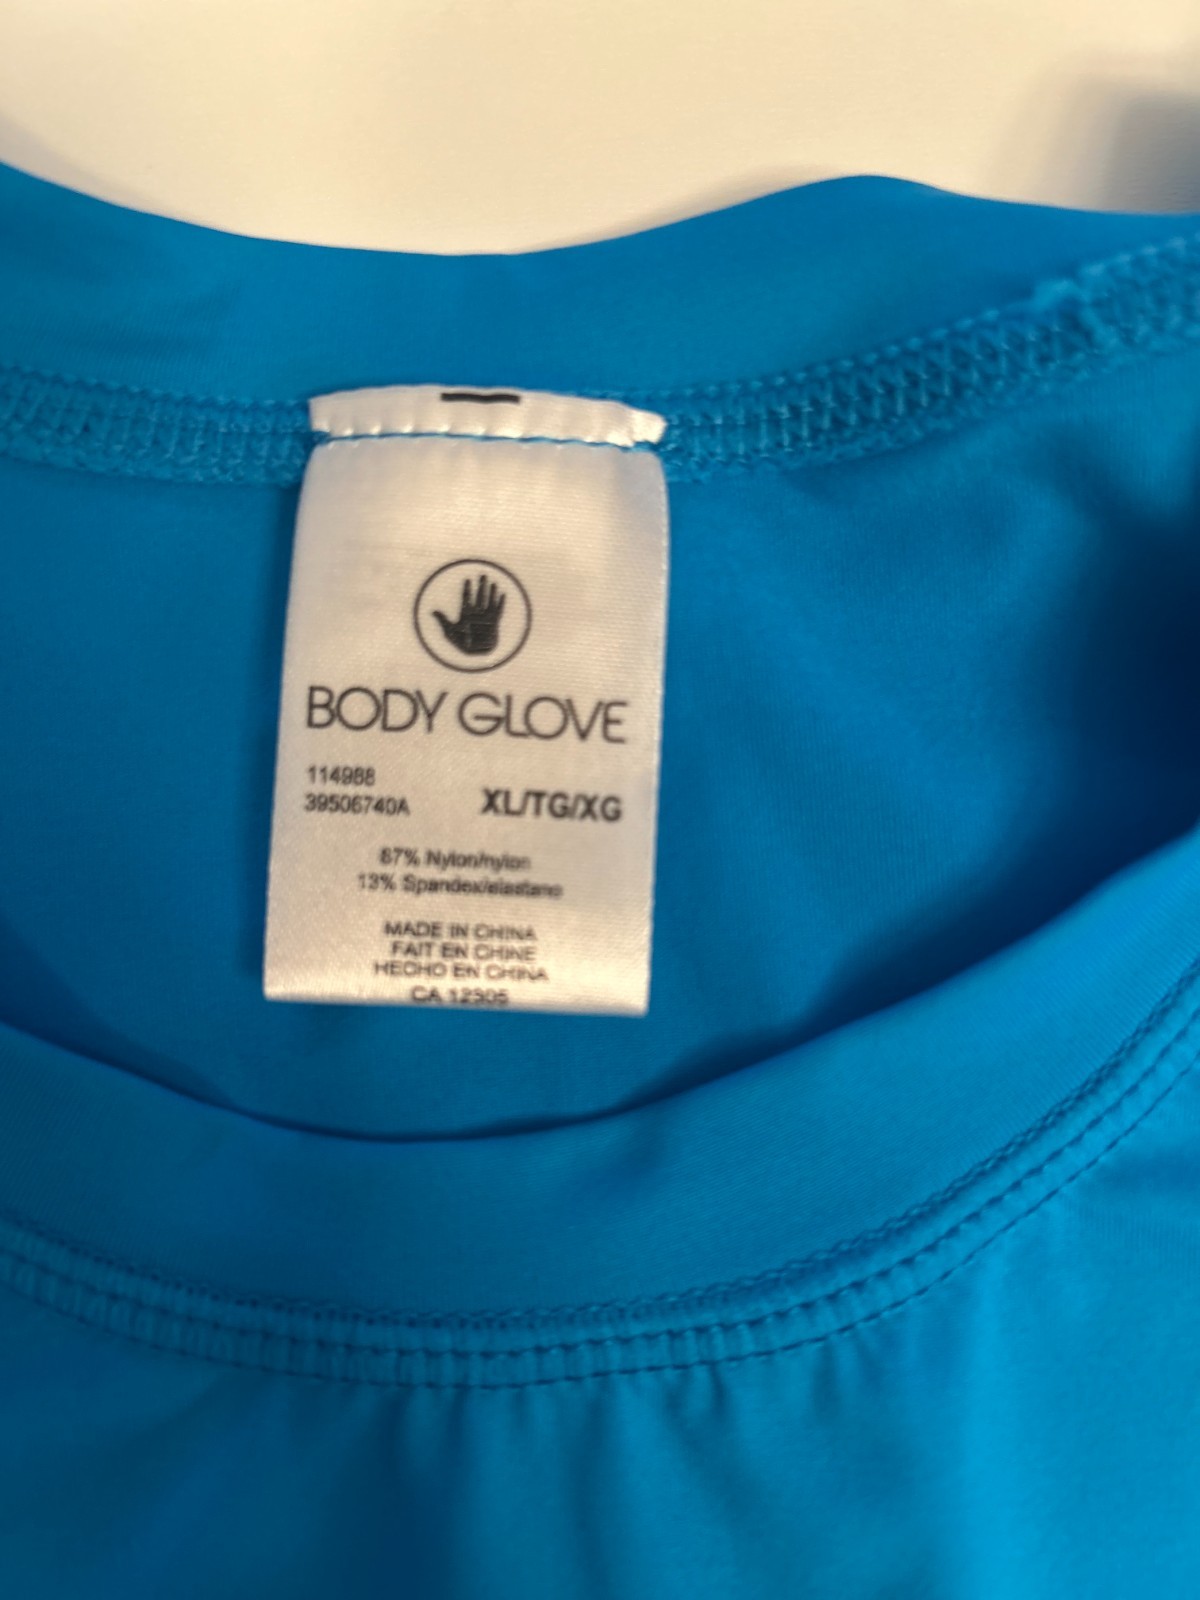 BODY GLOVE
114988
39506740A XL/TG/XG
87% Nylon/nylon
13% Spandex/elastano
MADE IN CHINA
FAIT EN CHINE
HECHO EN CHINA
CA 12305